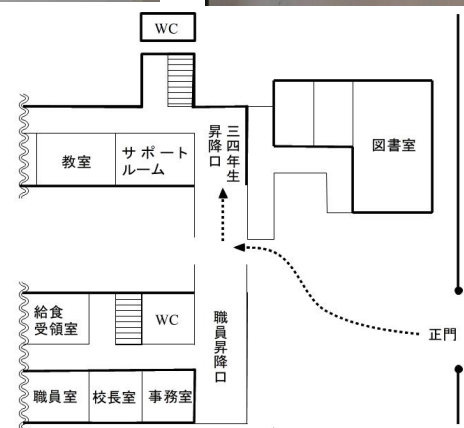 WC
三四年生
昇降口
図書室
教室
サポート
ルーム
正門
給食
受領室
WC
職員昇降口
職員室
校長室
事務室